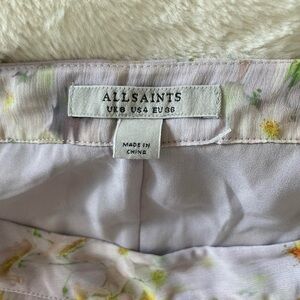 ALLSAINTS
UK8 US4 EU36
MADE IN
CHINA